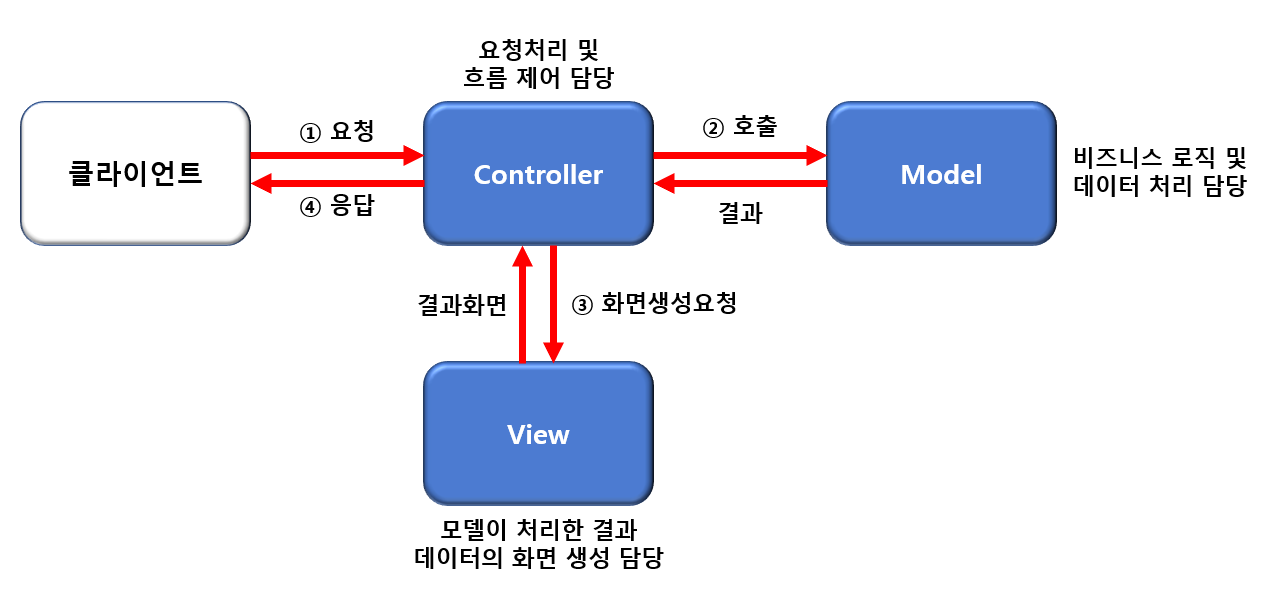 요청처리 및
흐름 제어 담당
클라이언트
① 요청
④ 응답
Controller
② 호출
결과
Model
비즈니스 로직 및
데이터 처리 담당
결과화면
③ 화면생성요청
View
모델이 처리한 결과
데이터의 화면 생성 담당